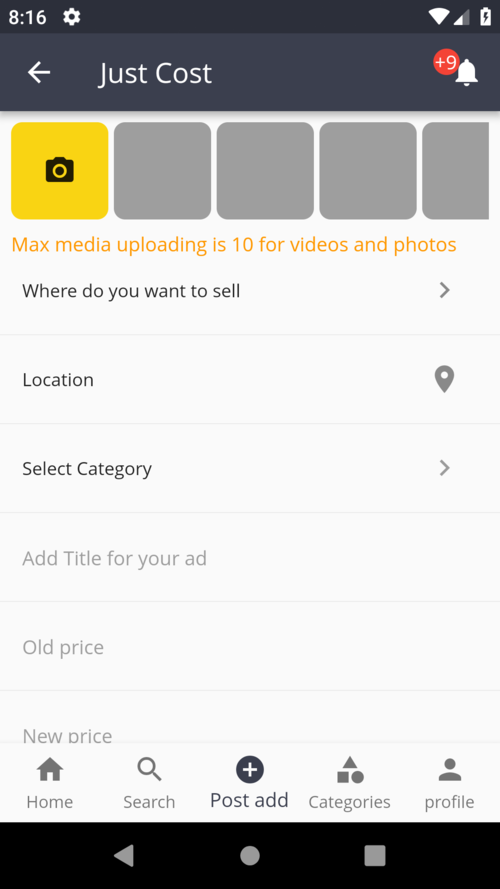 8:16
Just Cost
+9
Max media uploading is 10 for videos and photos
Where do you want to sell
Location
Select Category
Add Title for your ad
Old price
New price
Home
Search
Post add
Categories
profile